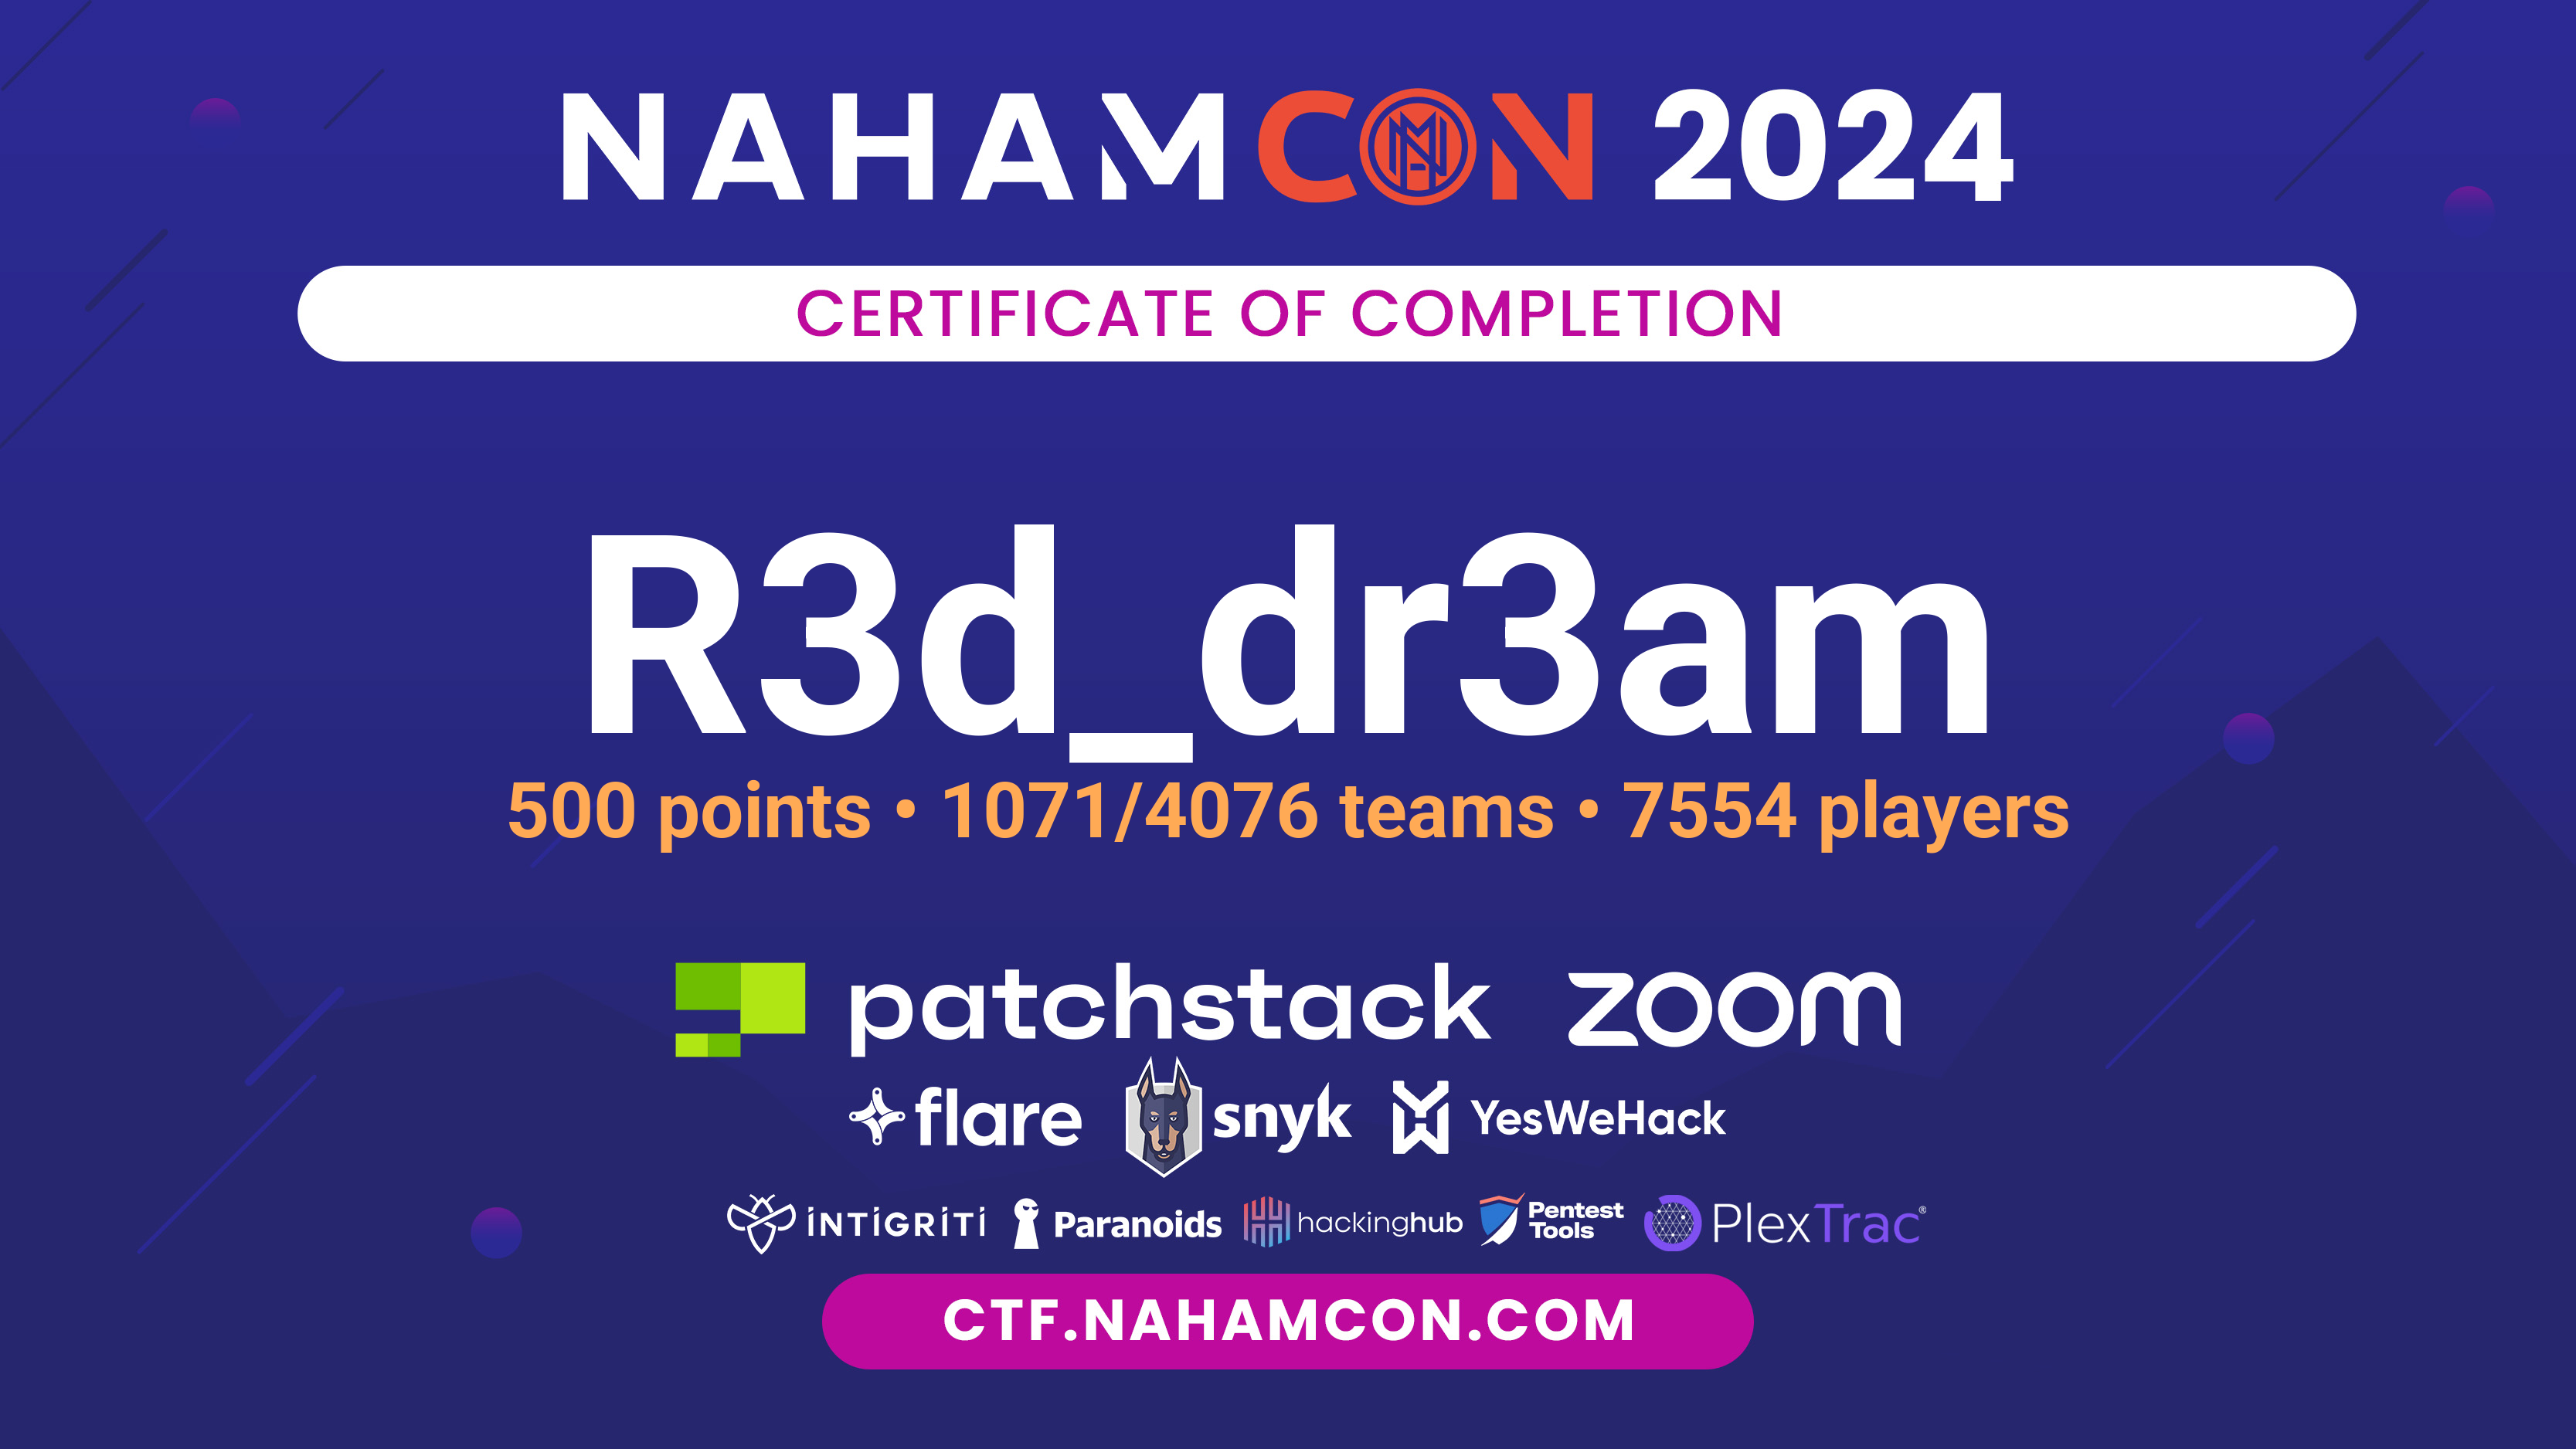 NAHAMCON 2024
CERTIFICATE OF COMPLETION
R3d_dr3am
500 points • 1071/4076 teams • 7554 players
patchstack zoom
flare snyk YesWeHack
INTIGRITI Paranoids hackinghub Pentest Tools PlexTrac®
CTF.NAHAMCON.COM